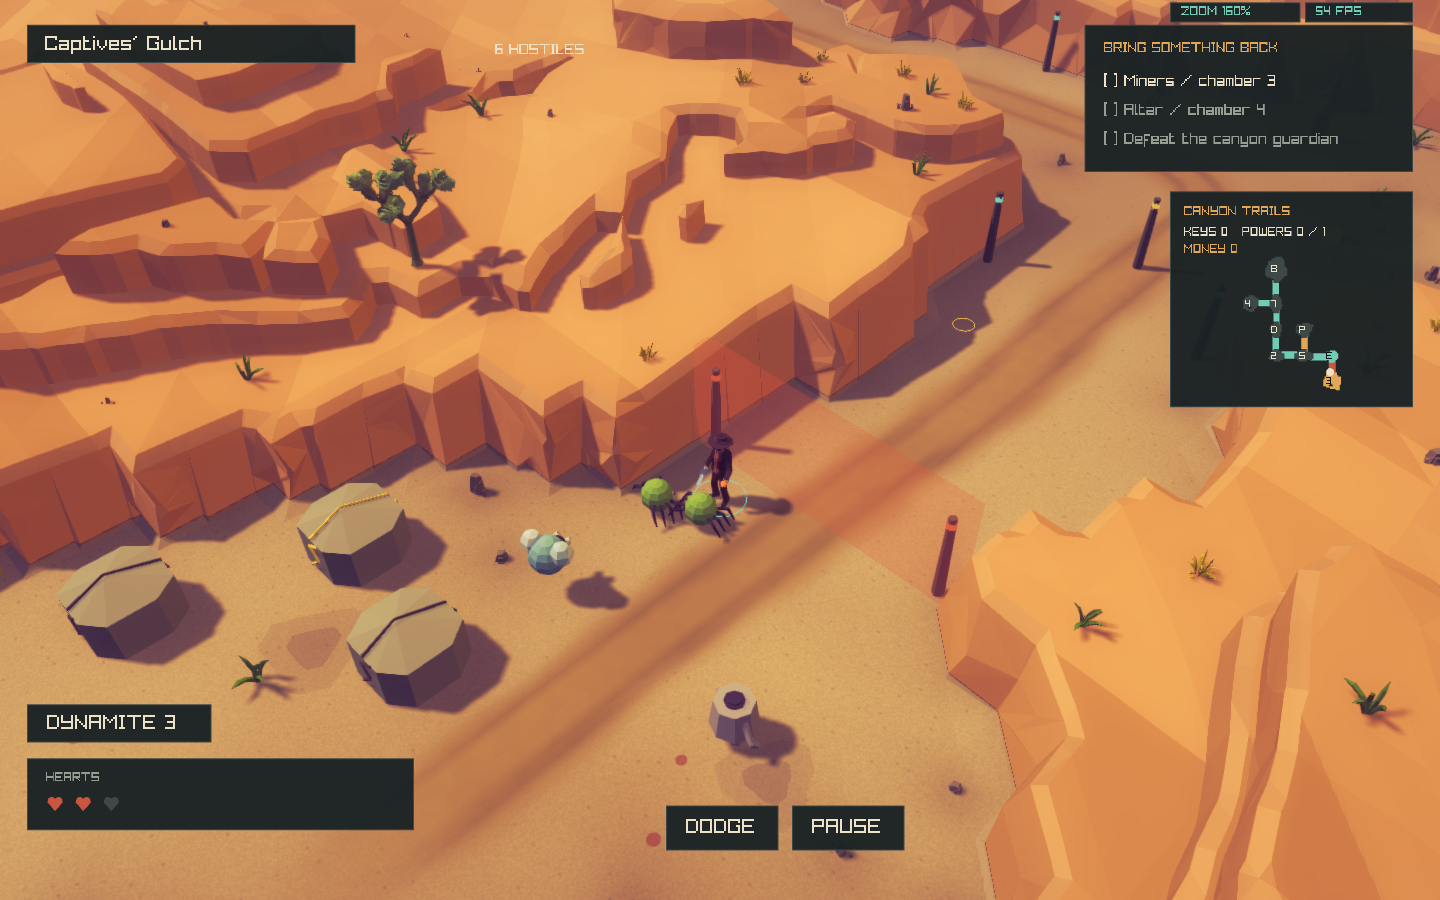 ZOOM 160%
54 FPS
Captives' Gulch
6 HOSTILES
BRING SOMETHING BACK
[ ] Miners / chamber 3
[ ] Altar / chamber 4
[ ] Defeat the canyon guardian
CANYON TRAILS
KEYS 0 POWERS 0 / 1
MONEY 0
B
4 7
D P
2 S E
3
DYNAMITE 3
HEARTS
DODGE
PAUSE